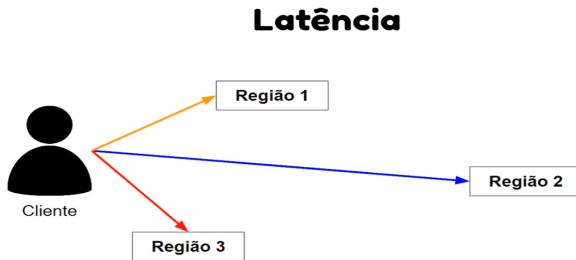 Latência
Região 1
Região 2
Cliente
Região 3